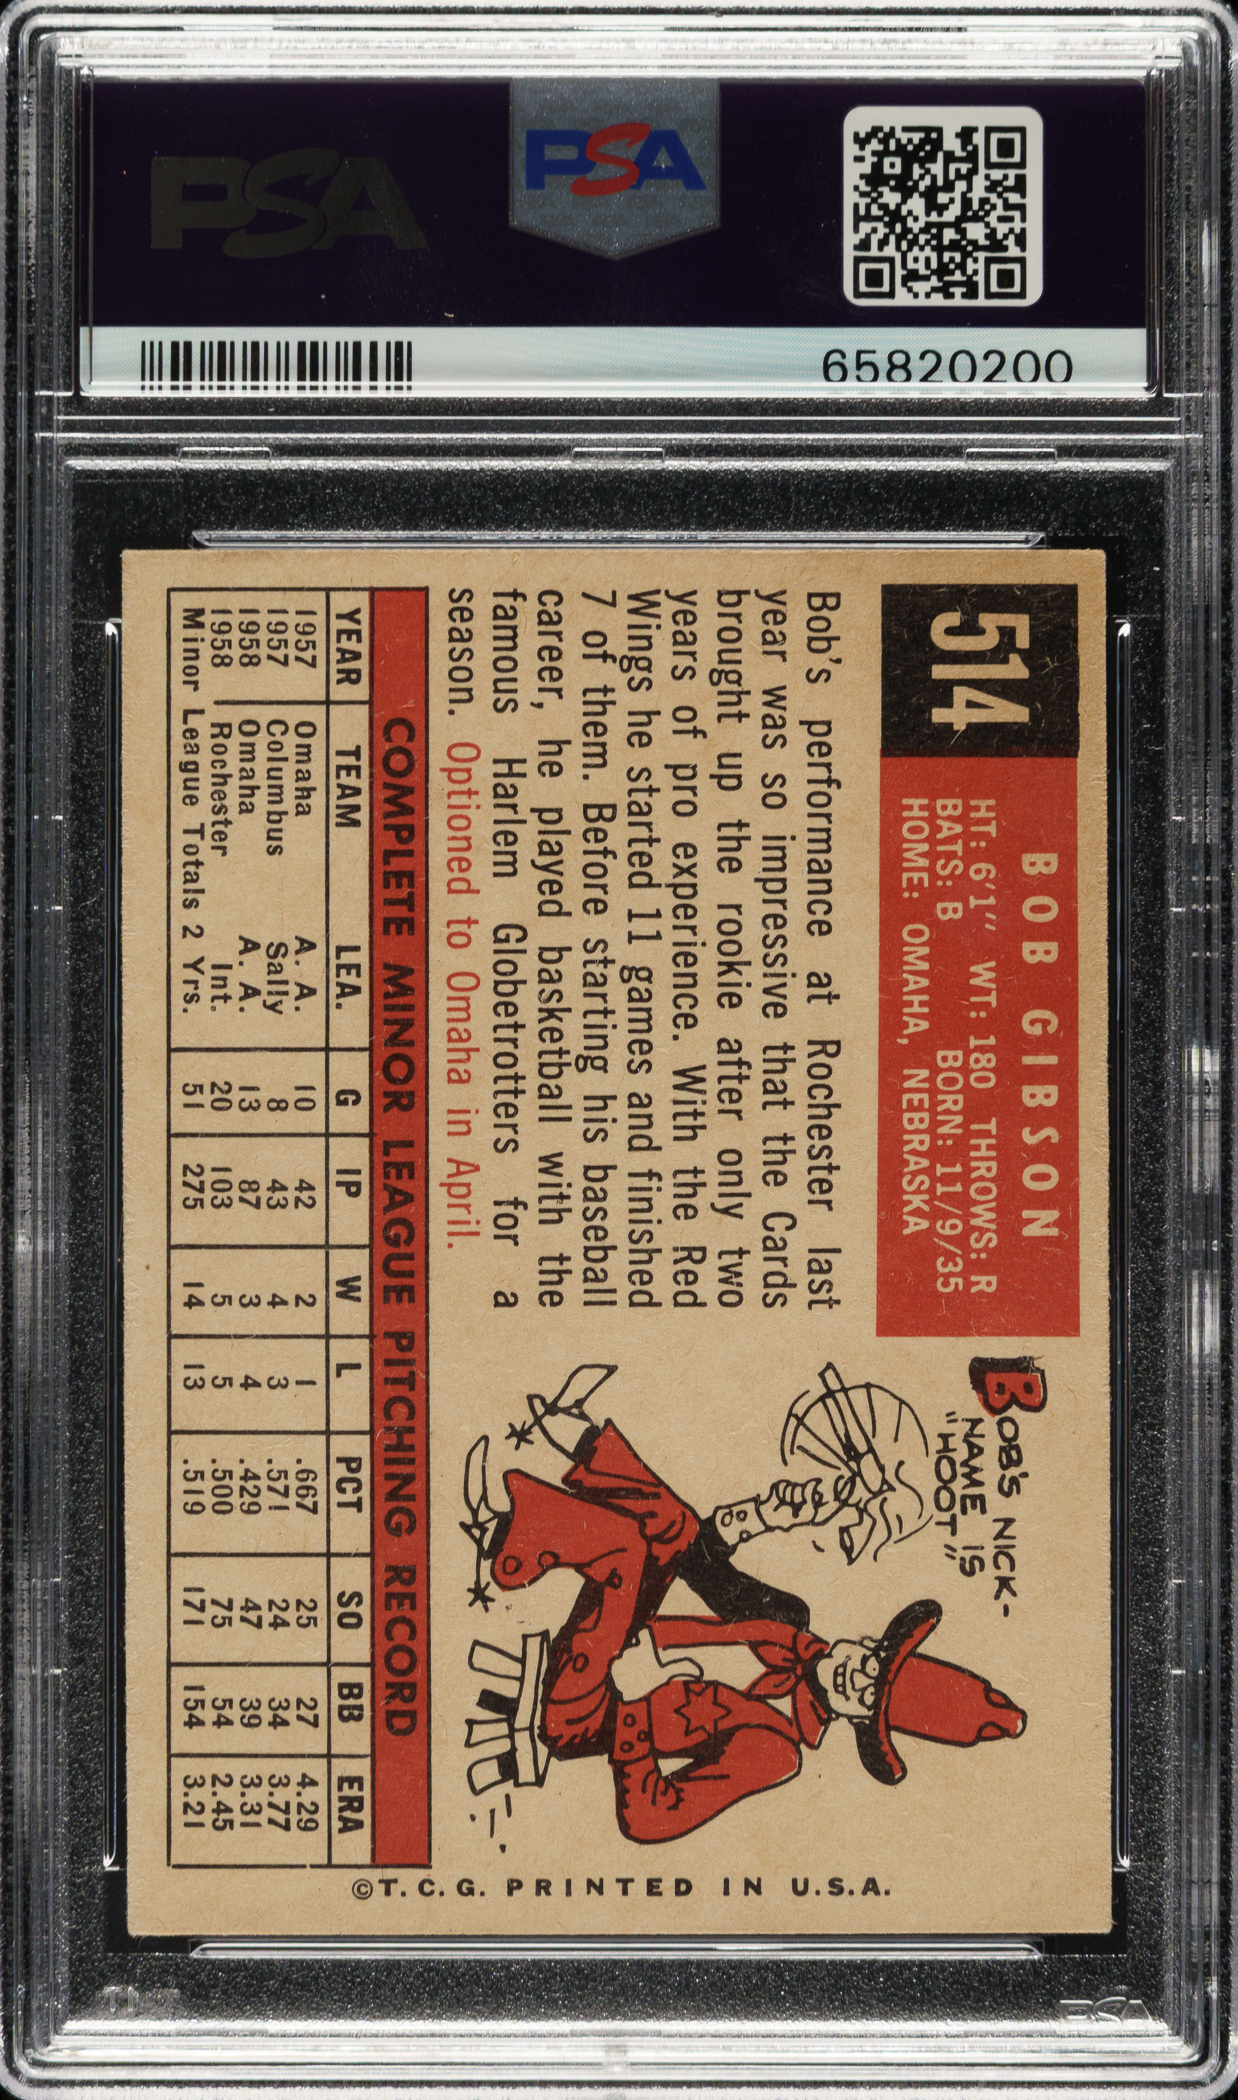 PSA
PSA
65820200
514
BOB GIBSON
HT: 6'1" WT: 180 THROWS: R
BATS: B BORN: 11/9/35
HOME: OMAHA, NEBRASKA
Bob's performance at Rochester last
year was so impressive that the Cards
brought up the rookie after only two
years of pro experience. With the Red
Wings he started 11 games and finished
7 of them. Before starting his baseball
career, he played basketball with the
famous Harlem Globetrotters for a
season. Optioned to Omaha in April.
BOB'S NICK-
NAME IS
"HOOT"
COMPLETE MINOR LEAGUE PITCHING RECORD
YEAR TEAM LEA. G IP W L PCT SO BB ERA
1957 Omaha A. A. 10 42 2 1 .667 25 27 4.29
1957 Columbus Sally 8 43 4 3 .571 24 34 3.77
1958 Omaha A. A. 13 87 3 4 .429 47 39 3.31
1958 Rochester Int. 20 103 5 5 .500 75 54 2.45
Minor League Totals 2 Yrs. 51 275 14 13 .519 171 154 3.21
©T. C. G. PRINTED IN U.S.A.
PSA